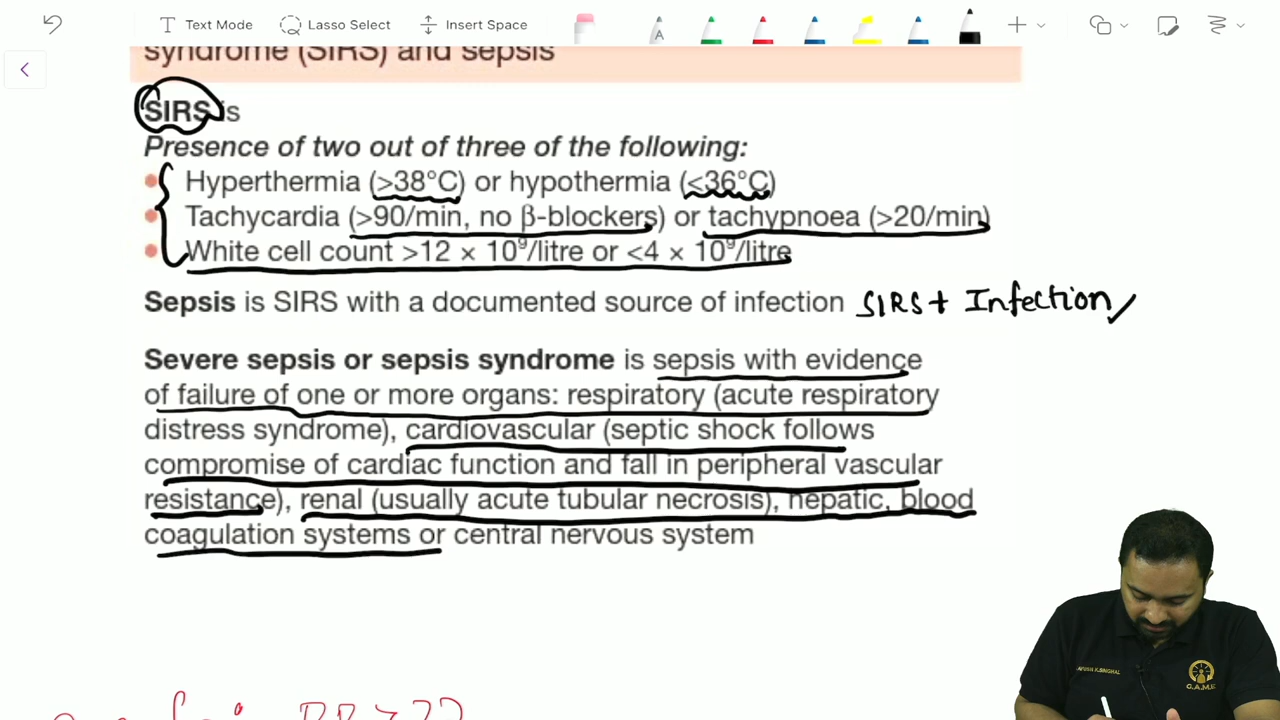 Text Mode Lasso Select Insert Space
syndrome (SIRS) and sepsis
SIRS is
Presence of two out of three of the following:
Hyperthermia (>38°C) or hypothermia (<36°C)
Tachycardia (>90/min, no β-blockers) or tachypnoea (>20/min)
White cell count >12 × 10⁹/litre or <4 × 10⁹/litre
Sepsis is SIRS with a documented source of infection SIRS + Infection
Severe sepsis or sepsis syndrome is sepsis with evidence
of failure of one or more organs: respiratory (acute respiratory
distress syndrome), cardiovascular (septic shock follows
compromise of cardiac function and fall in peripheral vascular
resistance), renal (usually acute tubular necrosis), hepatic, blood
coagulation systems or central nervous system
G.A.M.E